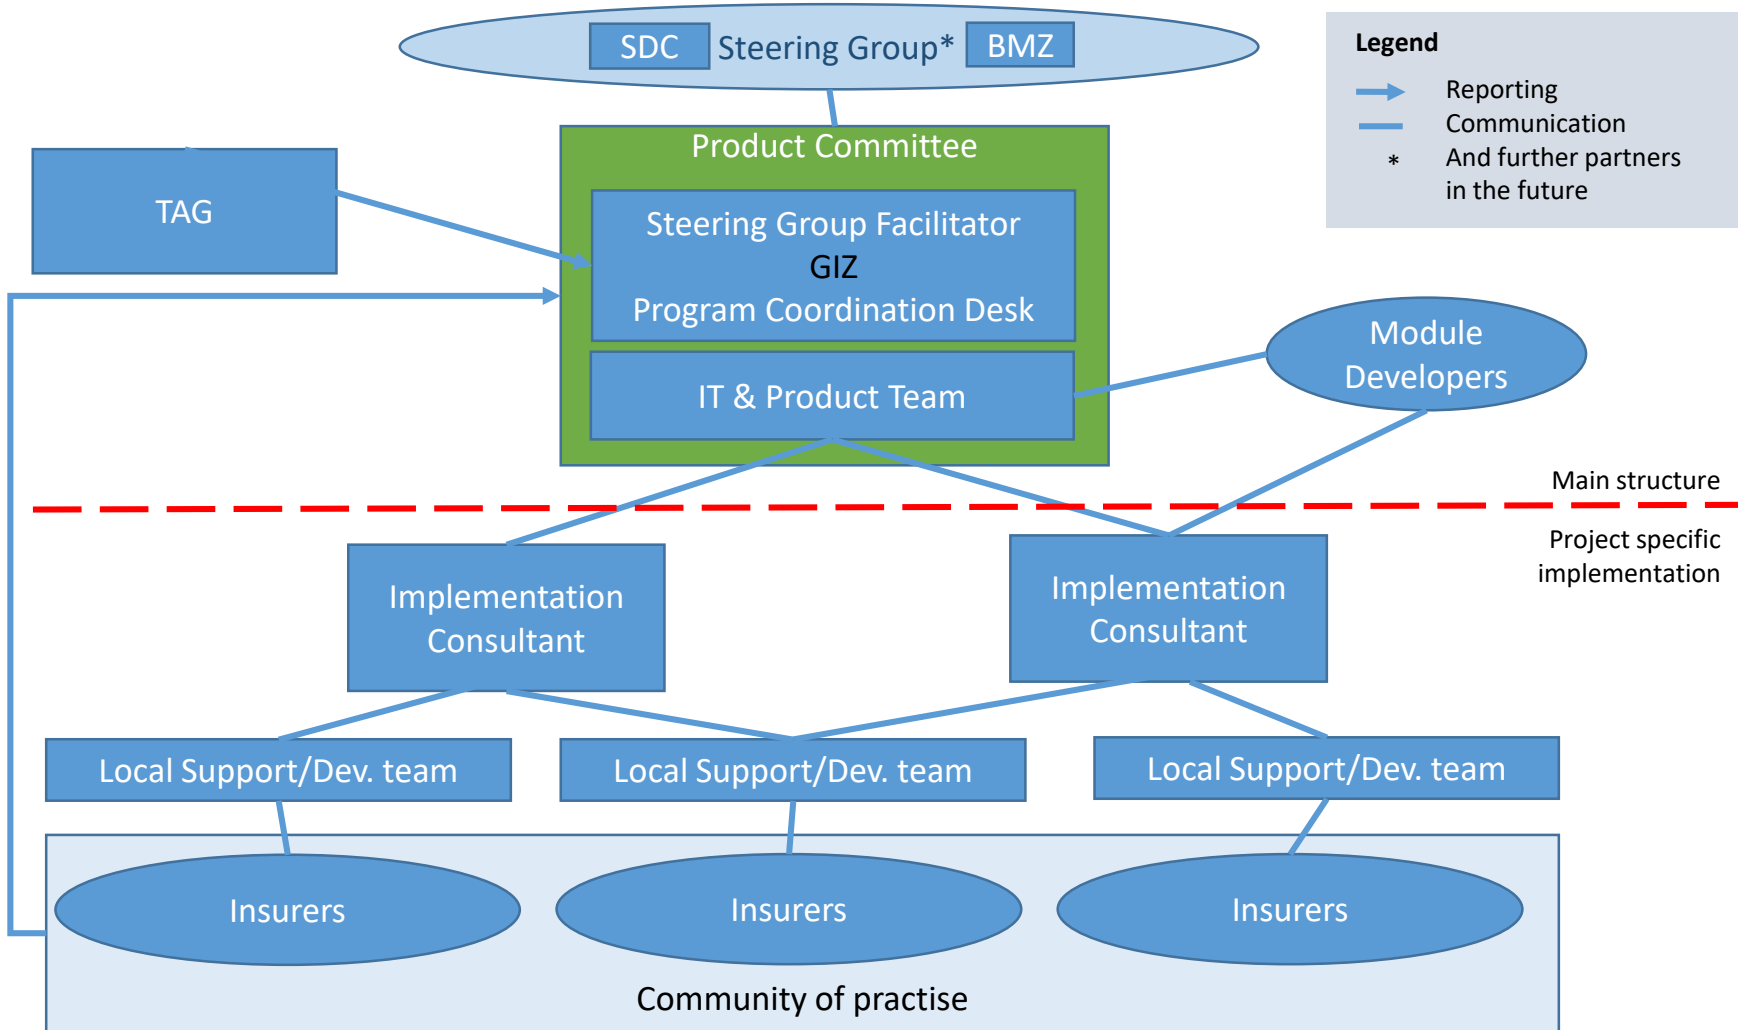 SDC Steering Group* BMZ
Legend
Reporting
Communication
* And further partners
in the future
Product Committee
TAG
Steering Group Facilitator
GIZ
Program Coordination Desk
Module
Developers
IT & Product Team
Main structure
Project specific
implementation
Implementation
Consultant
Implementation
Consultant
Local Support/Dev. team
Local Support/Dev. team
Local Support/Dev. team
Insurers
Insurers
Insurers
Community of practise